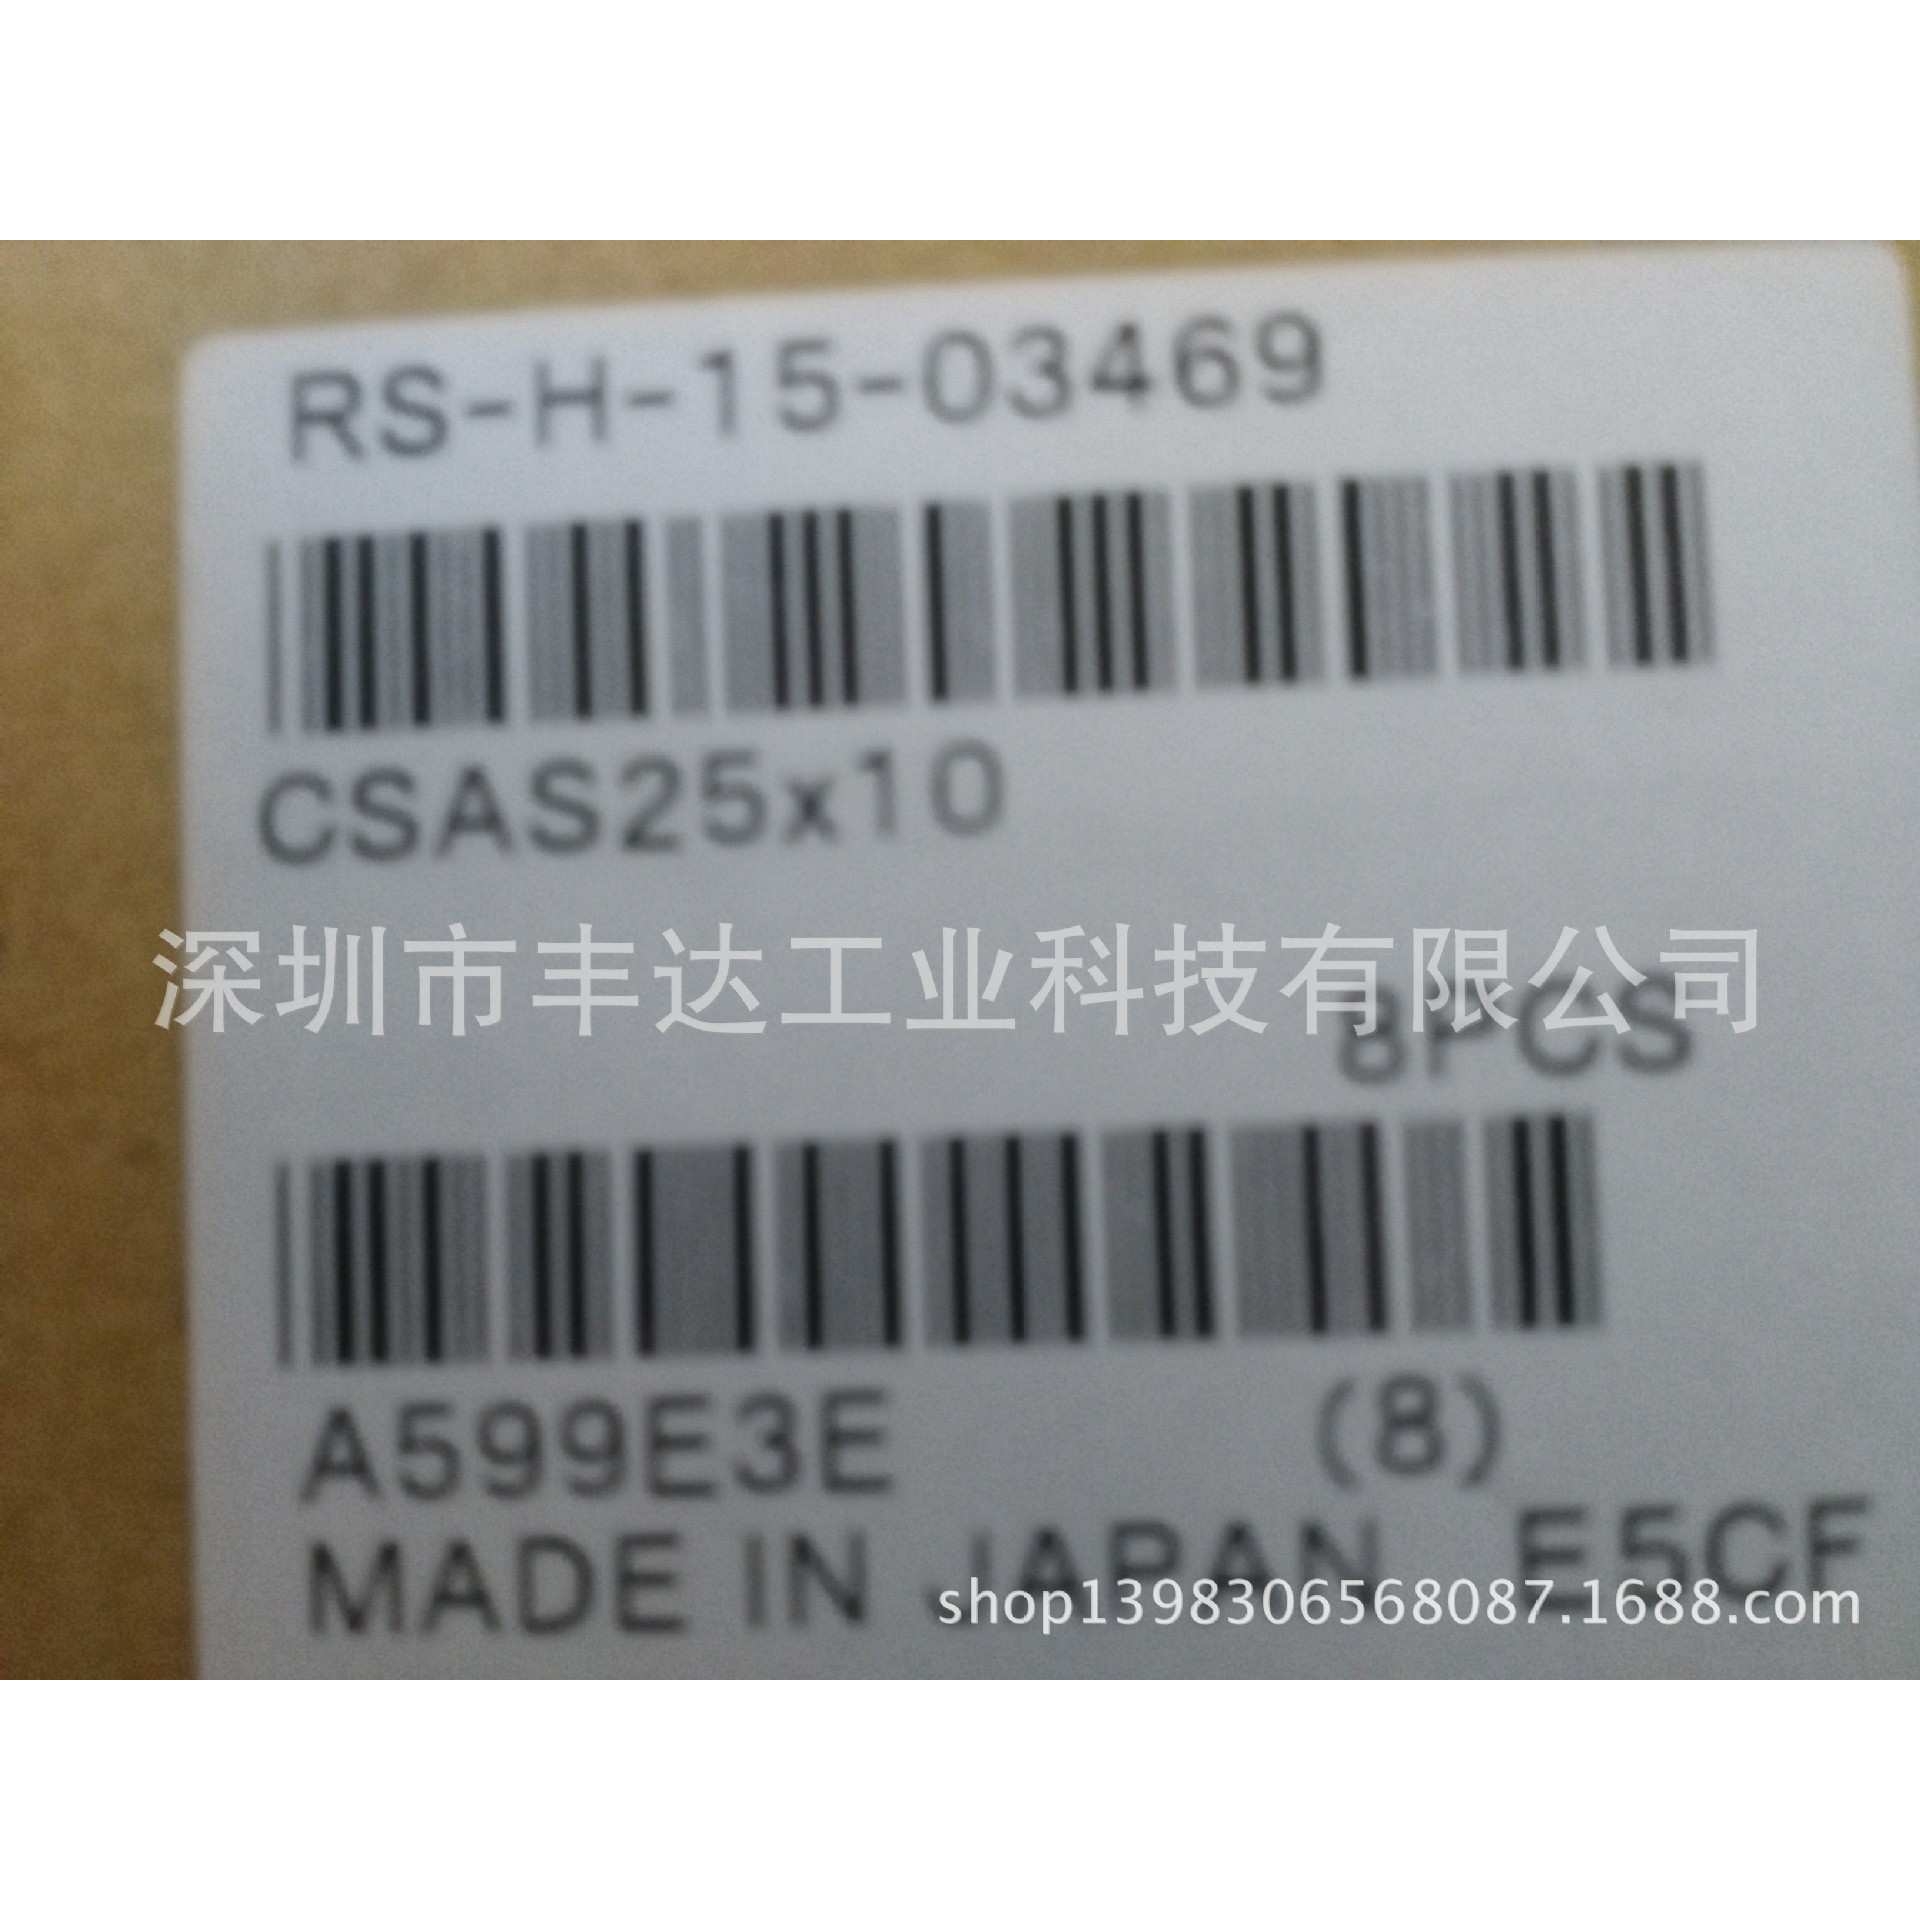 RS-H-15-03469
CSAS25x10
深圳市丰达工业科技有限公司
8PCS
A599E3E (8)
MADE IN JAPAN E5CF
shop1398306568087.1688.com